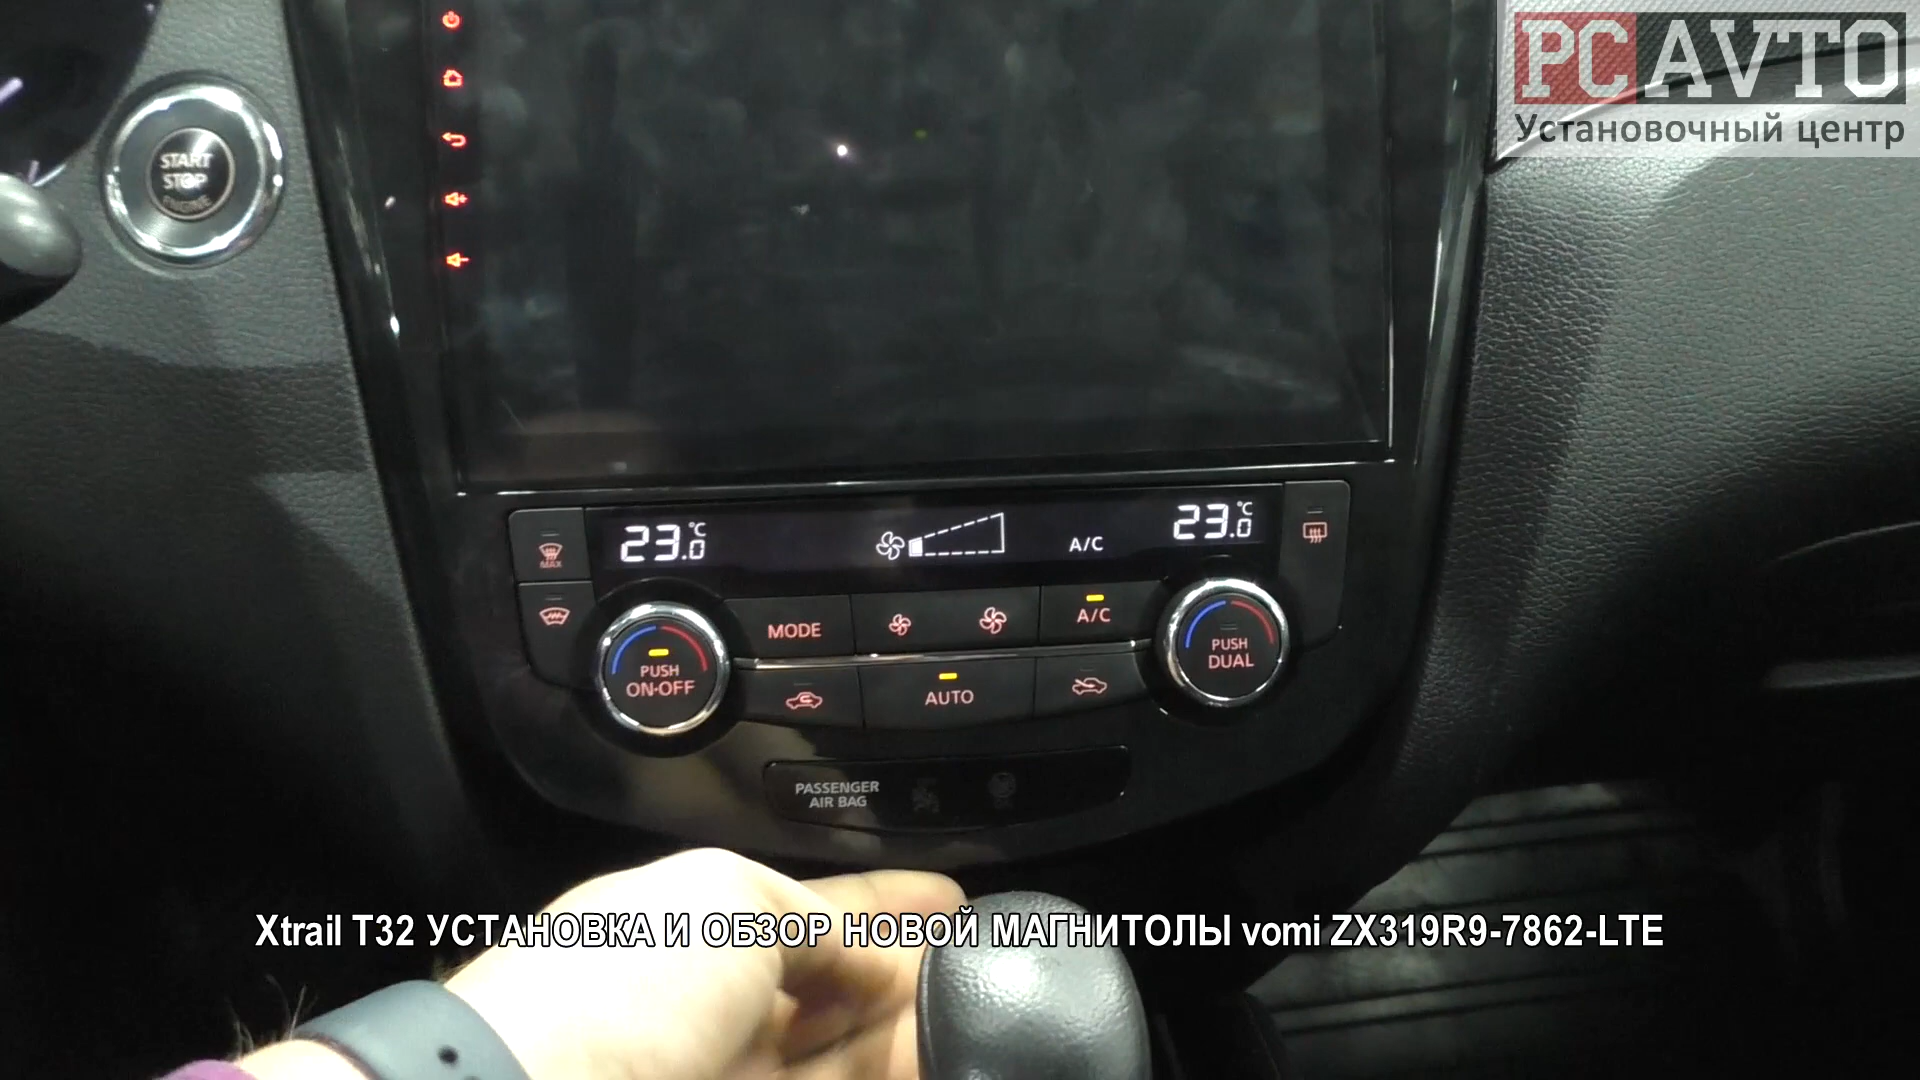 PC AVTO
Установочный центр
START
STOP
ENGINE
23.0 °C
A/C
23.0 °C
MAX
MODE
A/C
PUSH
ON•OFF
PUSH
DUAL
AUTO
PASSENGER
AIR BAG
Xtrail T32 УСТАНОВКА И ОБЗОР НОВОЙ МАГНИТОЛЫ vomi ZX319R9-7862-LTE